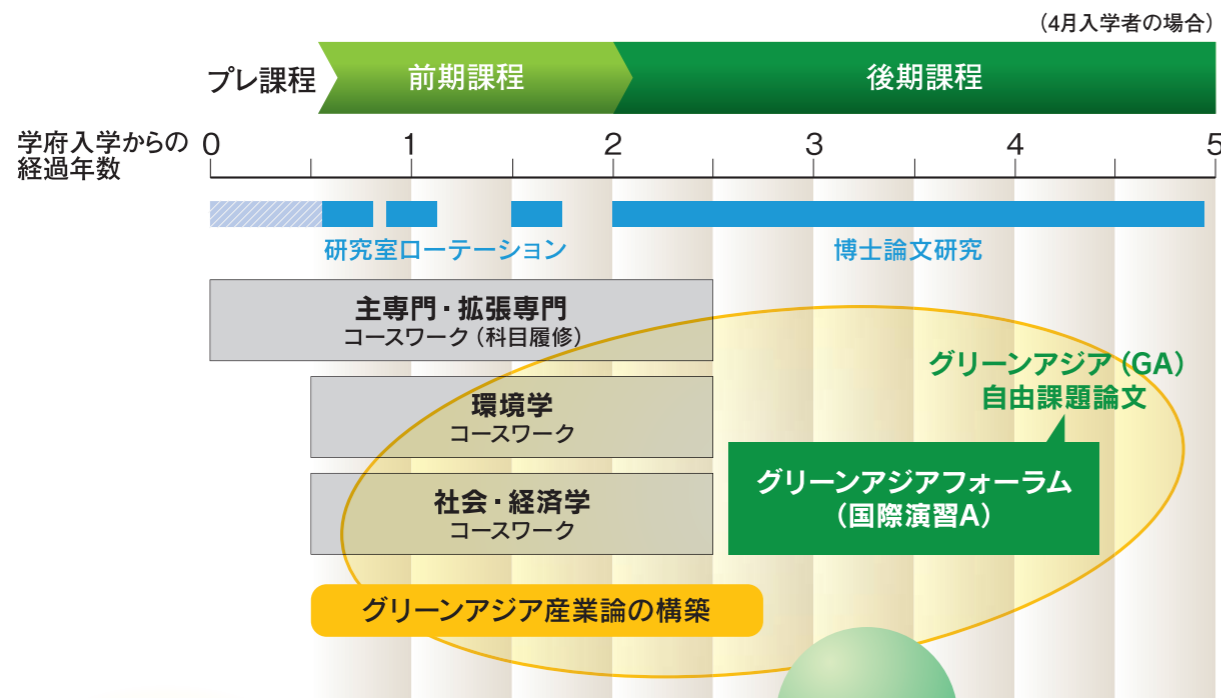 （4月入学者の場合）
プレ課程
前期課程
後期課程
学府入学からの
経過年数
0 1 2 3 4 5
研究室ローテーション
博士論文研究
主専門・拡張専門
コースワーク（科目履修）
環境学
コースワーク
社会・経済学
コースワーク
グリーンアジア（GA）
自由課題論文
グリーンアジアフォーラム
（国際演習A）
グリーンアジア産業論の構築